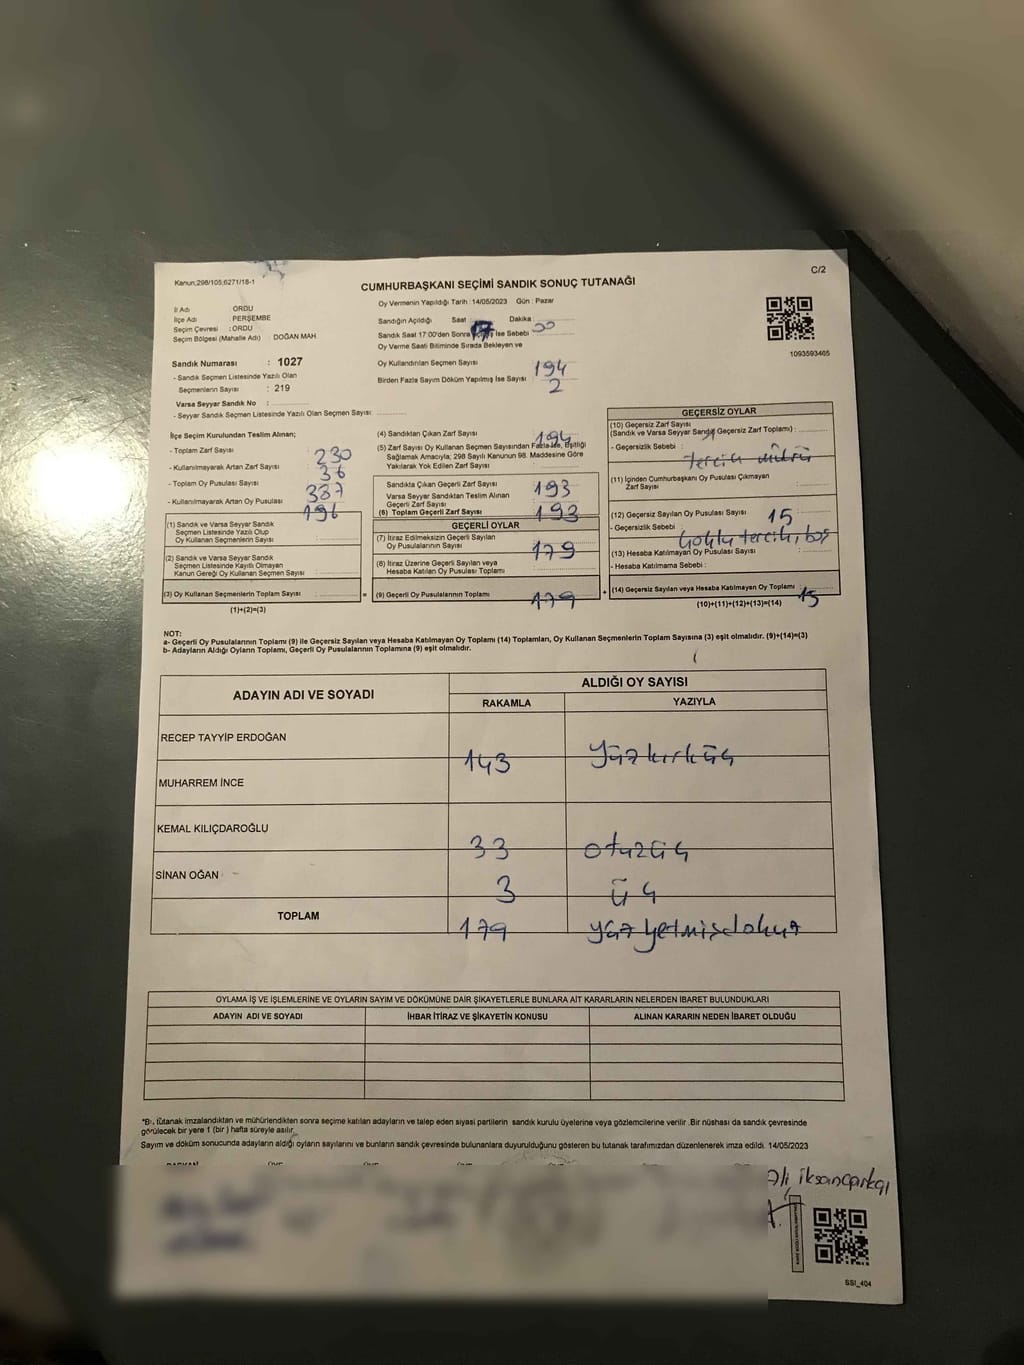 Kanun;298/105;6271/18-1
CUMHURBAŞKANI SEÇİMİ SANDIK SONUÇ TUTANAĞI
C/2
İl Adı ORDU
İlçe Adı : PERŞEMBE
Seçim Çevresi : ORDU
Seçim Bölgesi (Mahalle Adı) : DOĞAN MAH.
Oy Vermenin Yapıldığı Tarih :14/05/2023 Gün : Pazar
Sandığın Açıldığı Saat Dakika
17 00
Sandık Saat 17:00'den Sonra İse Sebebi
Oy Verme Saati Bitiminde Sırada Bekleyen ve
Oy Kullandırılan Seçmen Sayısı
194
Birden Fazla Sayım Döküm Yapılmış İse Sayısı :
2
1093593465
Sandık Numarası : 1027
- Sandık Seçmen Listesinde Yazılı Olan
Seçmenlerin Sayısı : 219
Varsa Seyyar Sandık No :
- Seyyar Sandık Seçmen Listesinde Yazılı Olan Seçmen Sayısı:
İlçe Seçim Kurulundan Teslim Alınan;
- Toplam Zarf Sayısı : 230
- Kullanılmayarak Artan Zarf Sayısı : 36
- Toplam Oy Pusulası Sayısı : 387
- Kullanılmayarak Artan Oy Pusulası : 196
(1) Sandık ve Varsa Seyyar Sandık
Seçmen Listesinde Yazılı Olup
Oy Kullanan Seçmenlerin Sayısı :
(2) Sandık ve Varsa Seyyar Sandık
Seçmen Listesinde Kayıtlı Olmayan
Kanun Gereği Oy Kullanan Seçmen Sayısı :
(3) Oy Kullanan Seçmenlerin Toplam Sayısı : =
(1)+(2)=(3)
(4) Sandıktan Çıkan Zarf Sayısı : 194
(5) Zarf Sayısı Oy Kullanan Seçmen Sayısından Fazla İse, Eşitliği
Sağlamak Amacıyla; 298 Sayılı Kanunun 98. Maddesine Göre
Yakılarak Yok Edilen Zarf Sayısı :
Sandıkta Çıkan Geçerli Zarf Sayısı : 193
Varsa Seyyar Sandıktan Teslim Alınan
Geçerli Zarf Sayısı
(6) Toplam Geçerli Zarf Sayısı : 193
GEÇERLİ OYLAR
(7) İtiraz Edilmeksizin Geçerli Sayılan
Oy Pusulalarının Sayısı : 179
(8) İtiraz Üzerine Geçerli Sayılan veya
Hesaba Katılan Oy Pusulası Toplamı :
(9) Geçerli Oy Pusulalarının Toplamı : 179 +
GEÇERSİZ OYLAR
(10) Geçersiz Zarf Sayısı
(Sandık ve Varsa Seyyar Sandık Geçersiz Zarf Toplamı) :
- Geçersizlik Sebebi :
tercih mührü
(11) İçinden Cumhurbaşkanı Oy Pusulası Çıkmayan
Zarf Sayısı
(12) Geçersiz Sayılan Oy Pusulası Sayısı : 15
- Geçersizlik Sebebi : Çoklu tercih, boş
(13) Hesaba Katılmayan Oy Pusulası Sayısı :
- Hesaba Katılmama Sebebi :
(14) Geçersiz Sayılan veya Hesaba Katılmayan Oy Toplamı : 15
(10)+(11)+(12)+(13)=(14)
NOT:
a- Geçerli Oy Pusulalarının Toplamı (9) ile Geçersiz Sayılan veya Hesaba Katılmayan Oy Toplamı (14) Toplamları, Oy Kullanan Seçmenlerin Toplam Sayısına (3) eşit olmalıdır. (9)+(14)=(3)
b- Adayların Aldığı Oyların Toplamı, Geçerli Oy Pusulalarının Toplamına (9) eşit olmalıdır.
ADAYIN ADI VE SOYADI ALDIĞI OY SAYISI
RAKAMLA YAZIYLA
RECEP TAYYİP ERDOĞAN 143 yüzkırküç
MUHARREM İNCE
KEMAL KILIÇDAROĞLU 33 otuzüç
SİNAN OĞAN 3 üç
TOPLAM 179 yüzyetmişdokuz
OYLAMA İŞ VE İŞLEMLERİNE VE OYLARIN SAYIM VE DÖKÜMÜNE DAİR ŞİKAYETLERLE BUNLARA AİT KARARLARIN NELERDEN İBARET BULUNDUKLARI
ADAYIN ADI VE SOYADI İHBAR İTİRAZ VE ŞİKAYETİN KONUSU ALINAN KARARIN NEDEN İBARET OLDUĞU
*Bu tutanak imzalandıktan ve mühürlendikten sonra seçime katılan adayların ve talep eden siyasi partilerin sandık kurulu üyelerine veya gözlemcilerine verilir .Bir nüshası da sandık çevresinde
görülecek bir yere 1 (bir ) hafta süreyle asılır.
Sayım ve döküm sonucunda adayların aldığı oyların sayılarını ve bunların sandık çevresinde bulunanlara duyurulduğunu gösteren bu tutanak tarafımızdan düzenlenerek imza edildi. 14/05/2023
SSI_404